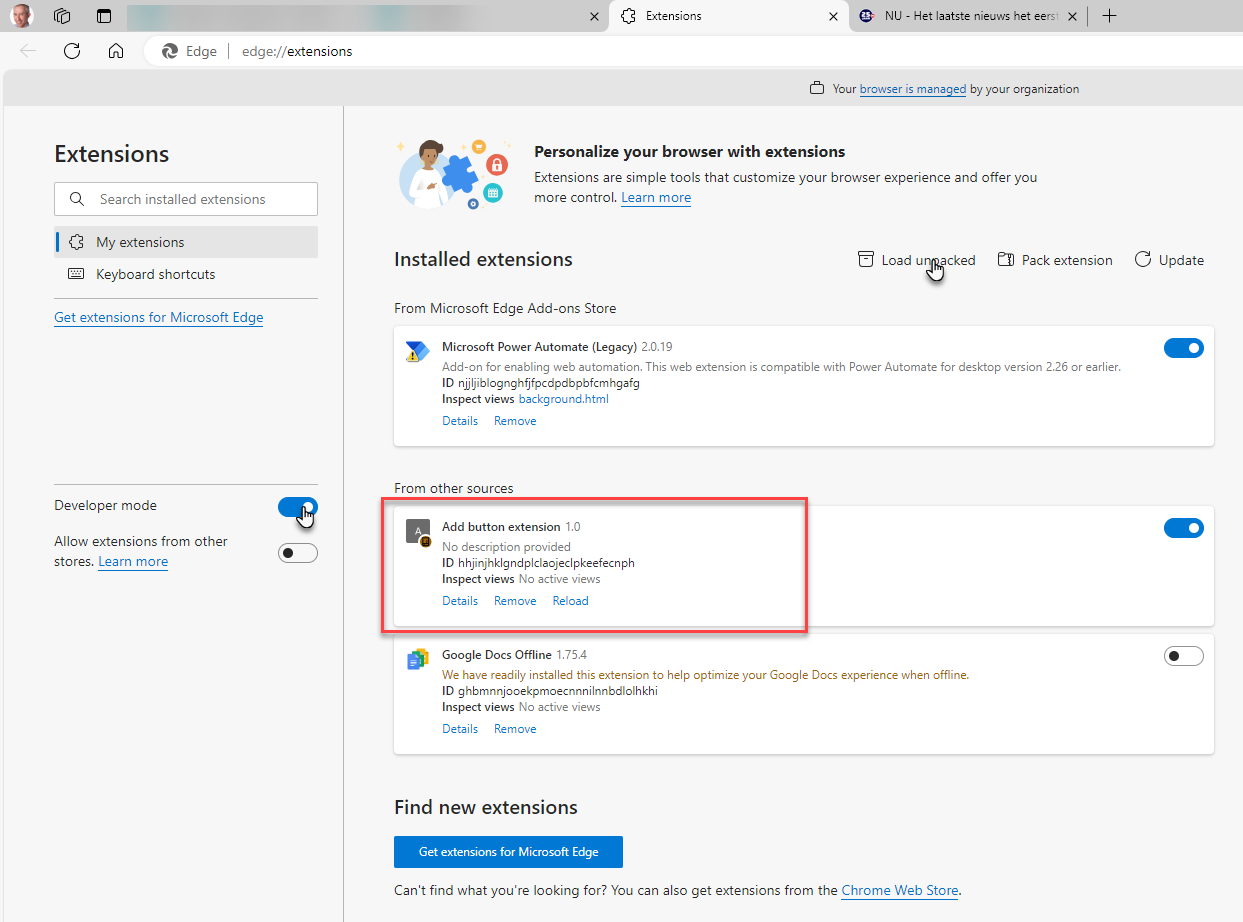 Extensions
NU - Het laatste nieuws het eerst
Edge
edge://extensions
Your browser is managed by your organization
Extensions
Search installed extensions
My extensions
Keyboard shortcuts
Get extensions for Microsoft Edge
Developer mode
Allow extensions from other
stores. Learn more
Personalize your browser with extensions
Extensions are simple tools that customize your browser experience and offer you
more control. Learn more
Installed extensions
Load unpacked
Pack extension
Update
From Microsoft Edge Add-ons Store
Microsoft Power Automate (Legacy) 2.0.19
Add-on for enabling web automation. This web extension is compatible with Power Automate for desktop version 2.26 or earlier.
ID njjljiblognghfjfpcdpdbpbfcmhgafg
Inspect views background.html
Details Remove
From other sources
A
Add button extension 1.0
No description provided
ID hhjinjhklgndplclaojeclpkeefecnph
Inspect views No active views
Details Remove Reload
Google Docs Offline 1.75.4
We have readily installed this extension to help optimize your Google Docs experience when offline.
ID ghbmnnjooekpmoecnnnilnnbdlolhkhi
Inspect views No active views
Details Remove
Find new extensions
Get extensions for Microsoft Edge
Can't find what you're looking for? You can also get extensions from the Chrome Web Store.